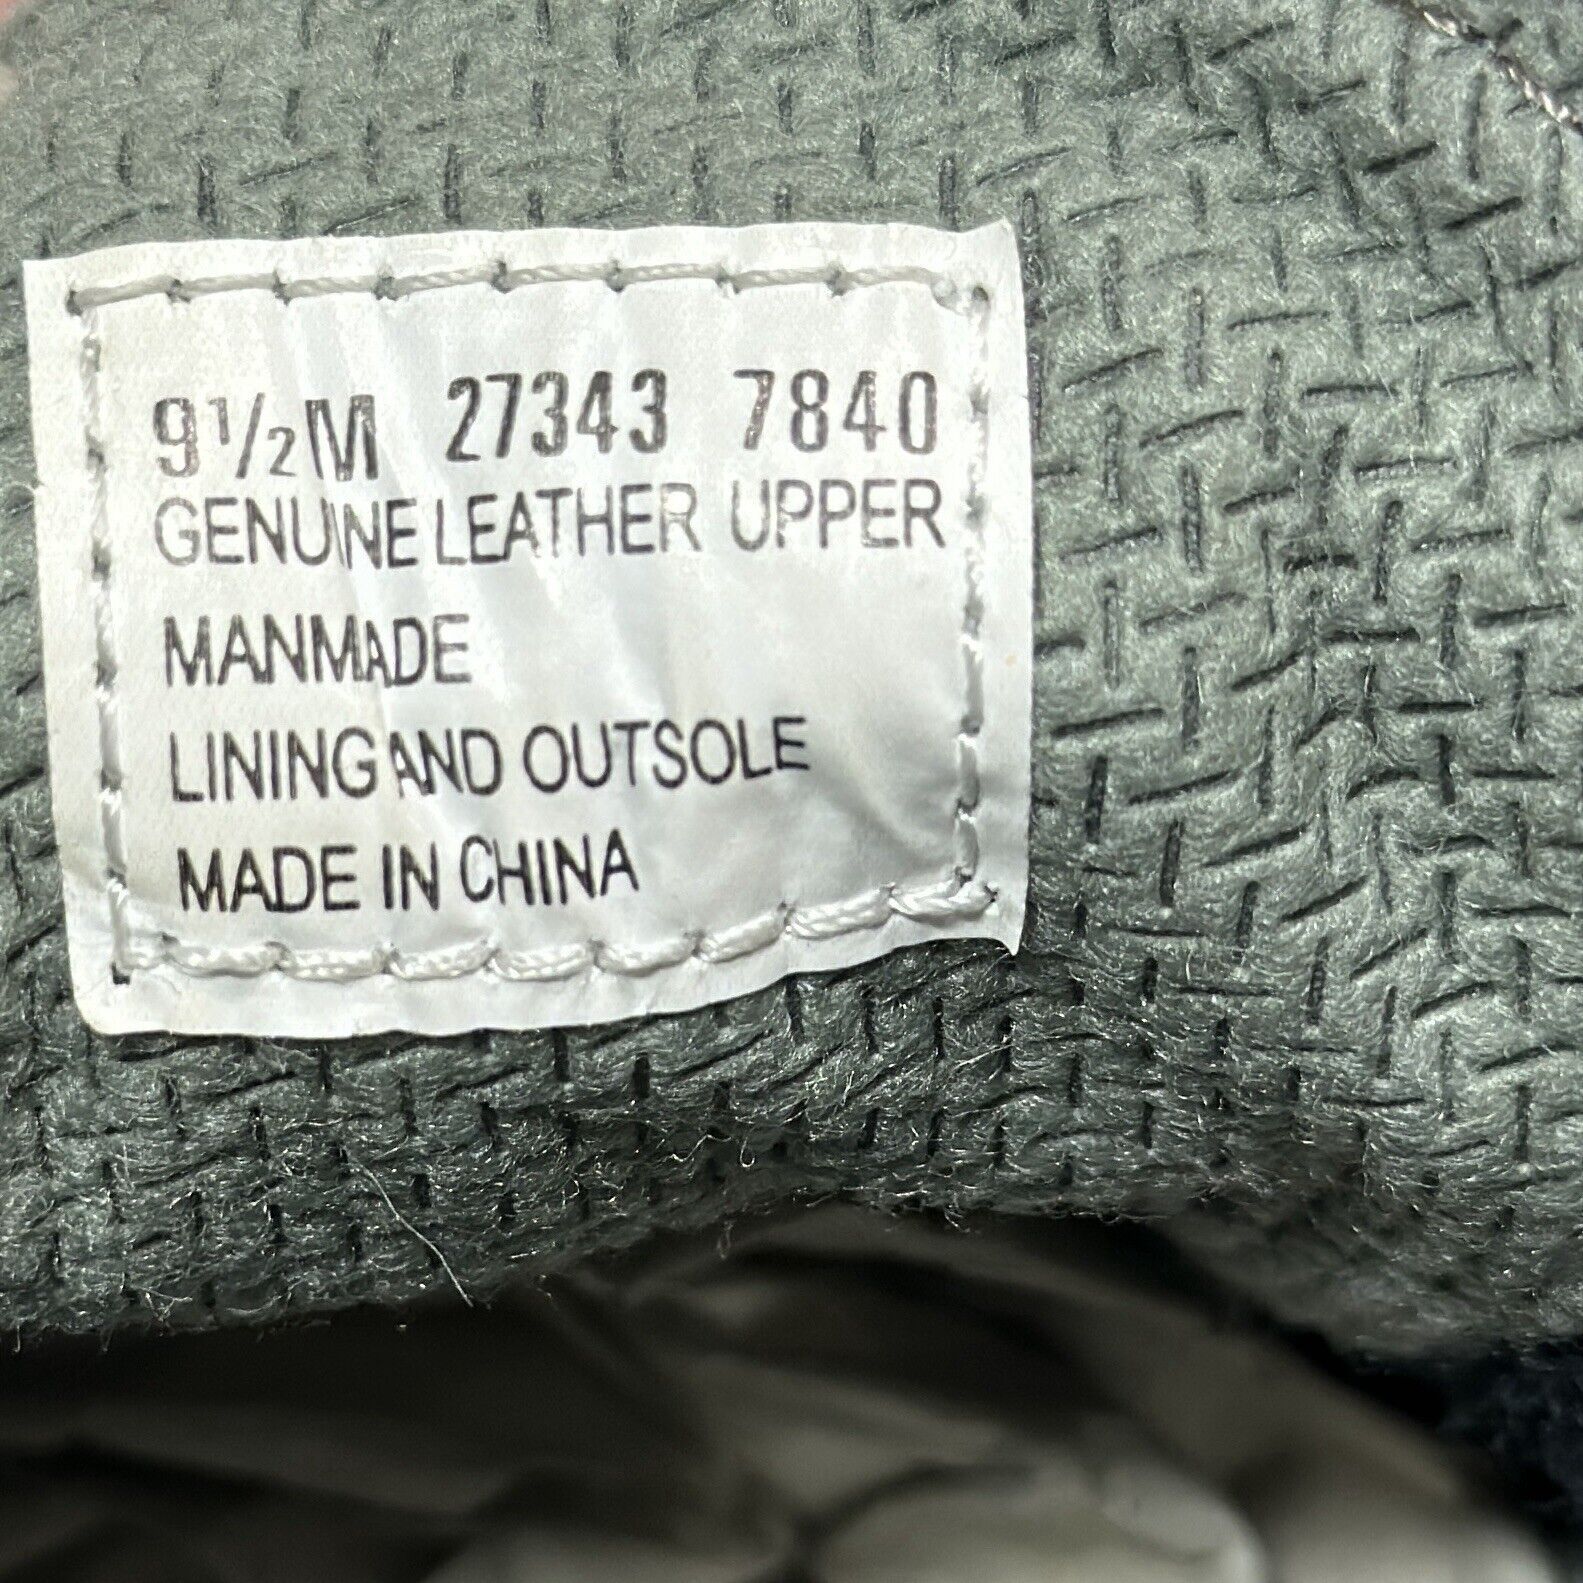 9½M 27343 7840
GENUINE LEATHER UPPER
MANMADE
LINING AND OUTSOLE
MADE IN CHINA